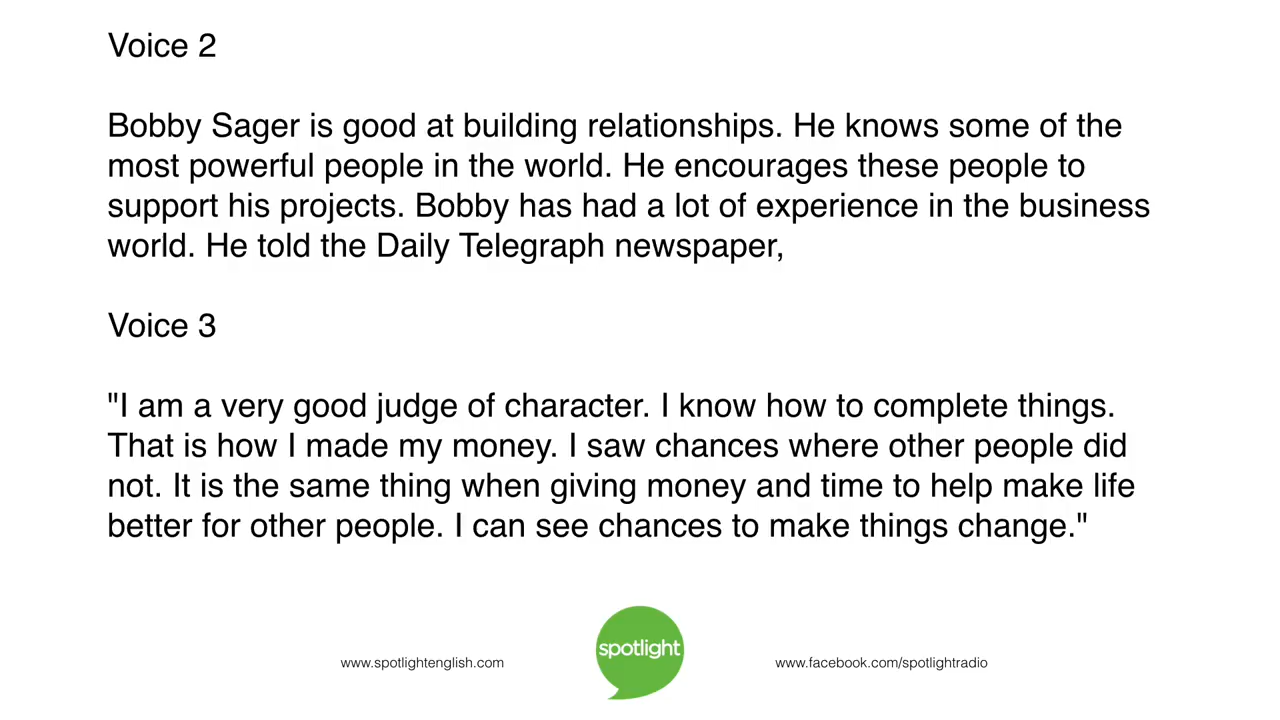 Voice 2
Bobby Sager is good at building relationships. He knows some of the
most powerful people in the world. He encourages these people to
support his projects. Bobby has had a lot of experience in the business
world. He told the Daily Telegraph newspaper,
Voice 3
"I am a very good judge of character. I know how to complete things.
That is how I made my money. I saw chances where other people did
not. It is the same thing when giving money and time to help make life
better for other people. I can see chances to make things change."
www.spotlightenglish.com
spotlight
www.facebook.com/spotlightradio